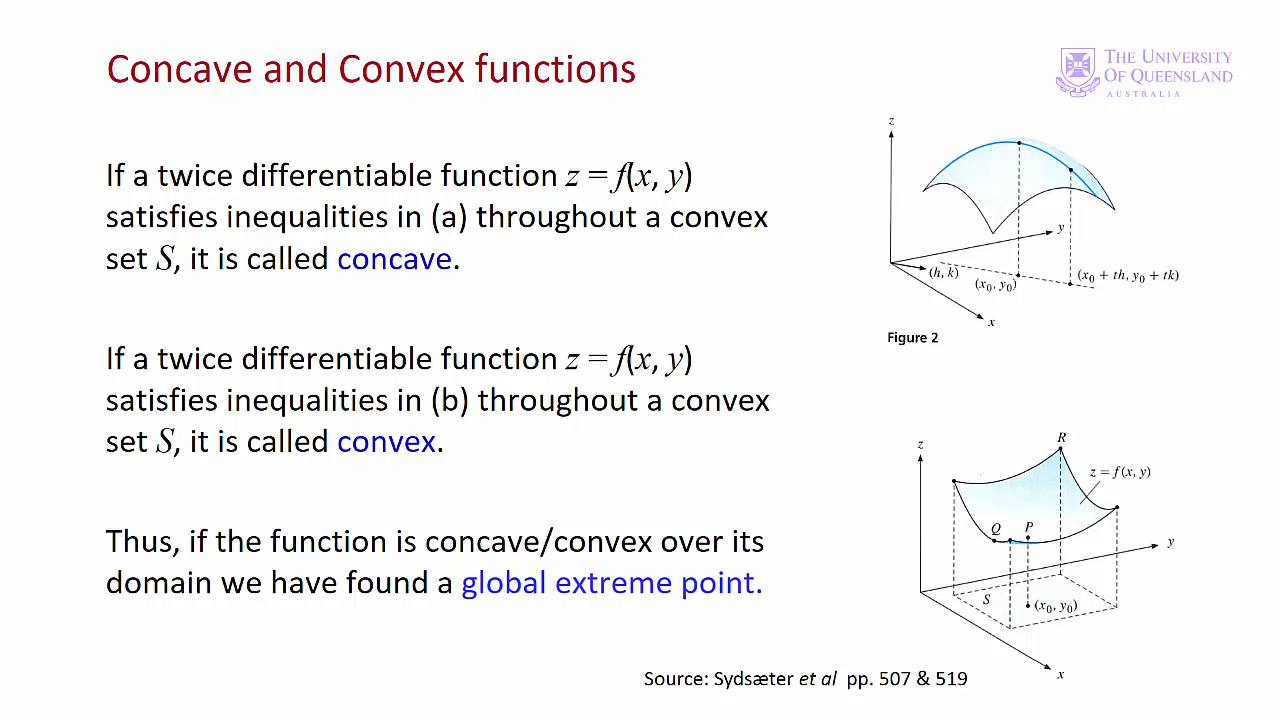 Concave and Convex functions
THE UNIVERSITY
OF QUEENSLAND
AUSTRALIA
If a twice differentiable function z = f(x, y)
satisfies inequalities in (a) throughout a convex
set S, it is called concave.
If a twice differentiable function z = f(x, y)
satisfies inequalities in (b) throughout a convex
set S, it is called convex.
Thus, if the function is concave/convex over its
domain we have found a global extreme point.
z
y
(h, k)
(x₀, y₀)
(x₀ + th, y₀ + tk)
x
Figure 2
z
R
z = f(x, y)
Q
P
y
S
(x₀, y₀)
x
Source: Sydsæter et al pp. 507 & 519